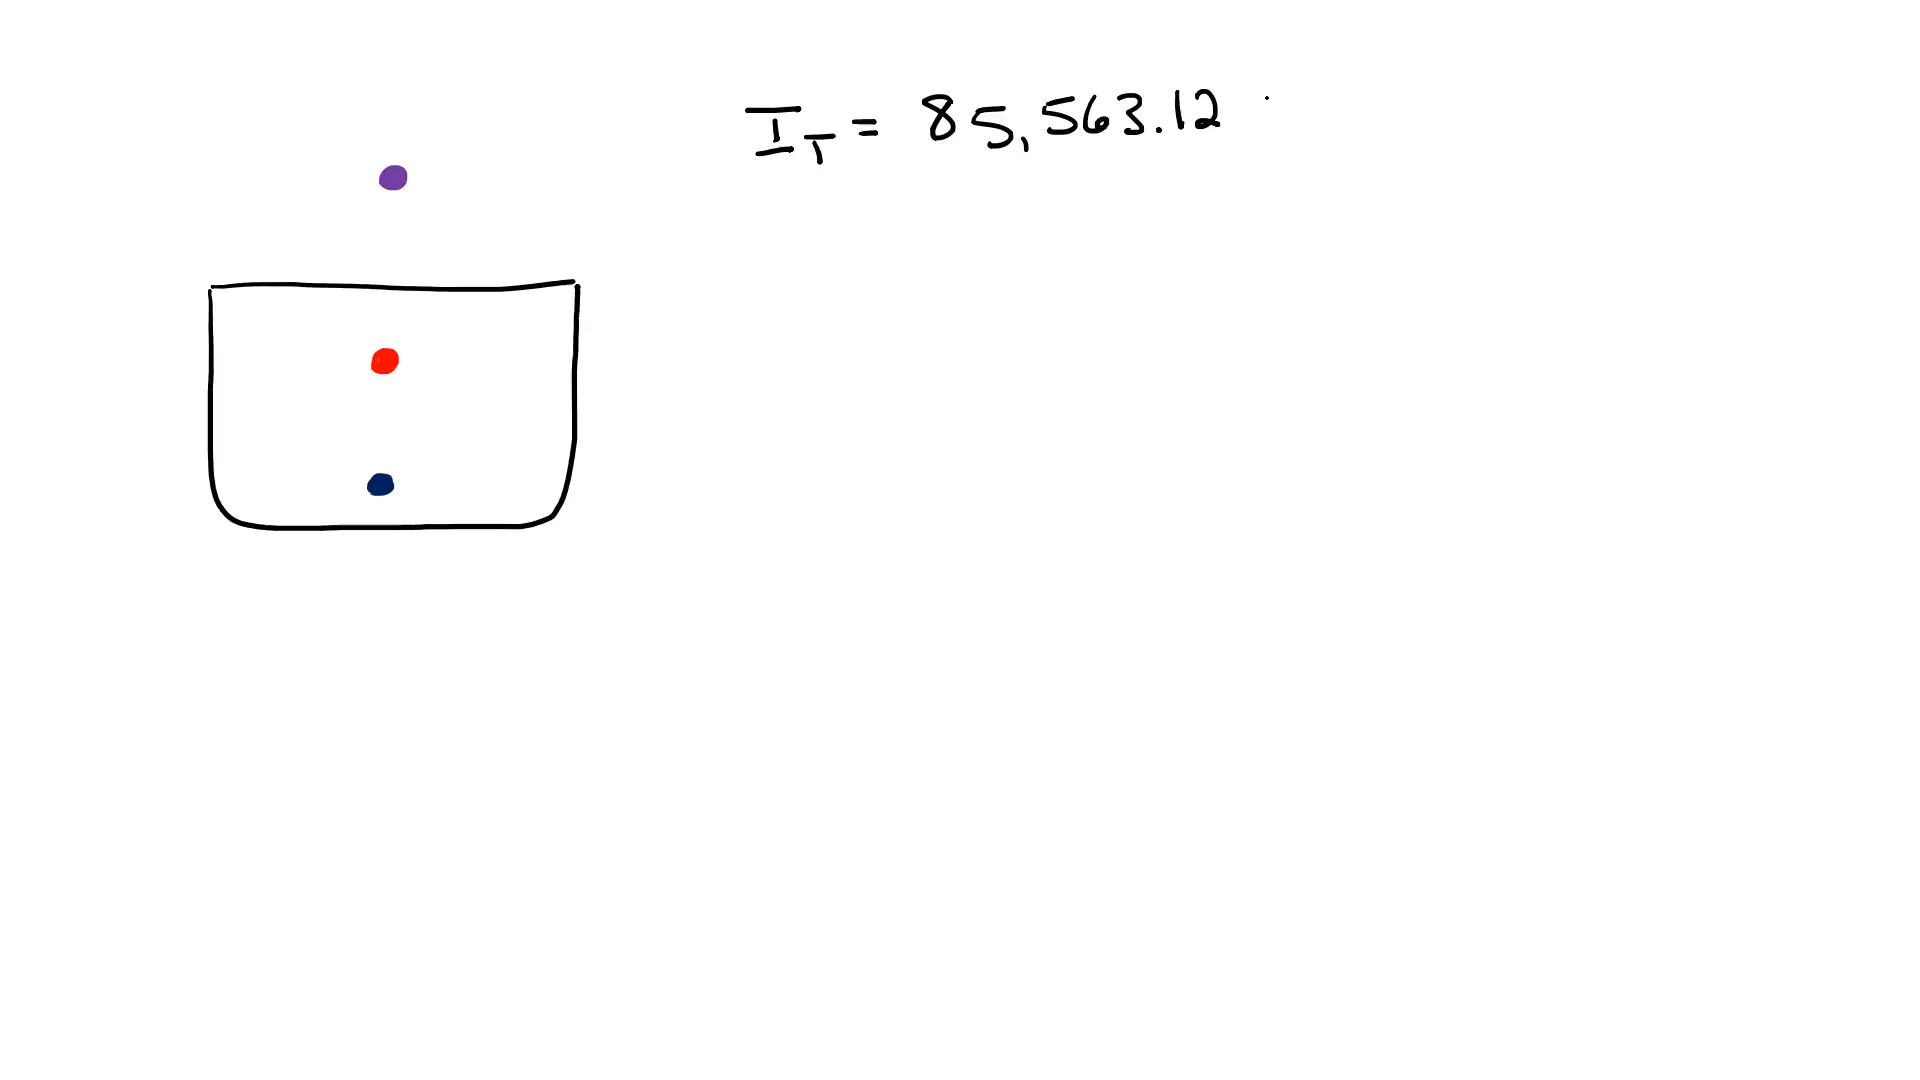 I_T = 85,563.12